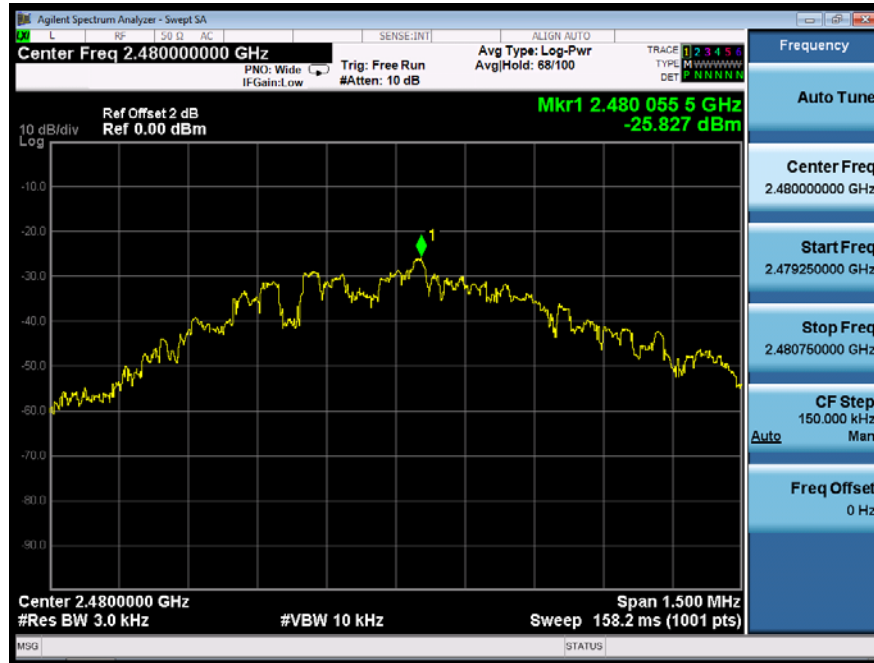 Agilent Spectrum Analyzer - Swept SA
LXI L RF 50 Ω AC SENSE:INT ALIGN AUTO
Center Freq 2.480000000 GHz
PNO: Wide
IFGain:Low
Trig: Free Run
#Atten: 10 dB
Avg Type: Log-Pwr
Avg|Hold: 68/100
TRACE 1 2 3 4 5 6
TYPE M W W W W W
DET P N N N N N
Frequency
Ref Offset 2 dB
10 dB/div Ref 0.00 dBm
Log
Mkr1 2.480 055 5 GHz
-25.827 dBm
1
-10.0
-20.0
-30.0
-40.0
-50.0
-60.0
-70.0
-80.0
-90.0
Center 2.4800000 GHz
Span 1.500 MHz
#Res BW 3.0 kHz
#VBW 10 kHz
Sweep 158.2 ms (1001 pts)
MSG
STATUS
Auto Tune
Center Freq
2.480000000 GHz
Start Freq
2.479250000 GHz
Stop Freq
2.480750000 GHz
CF Step
150.000 kHz
Auto Man
Freq Offset
0 Hz